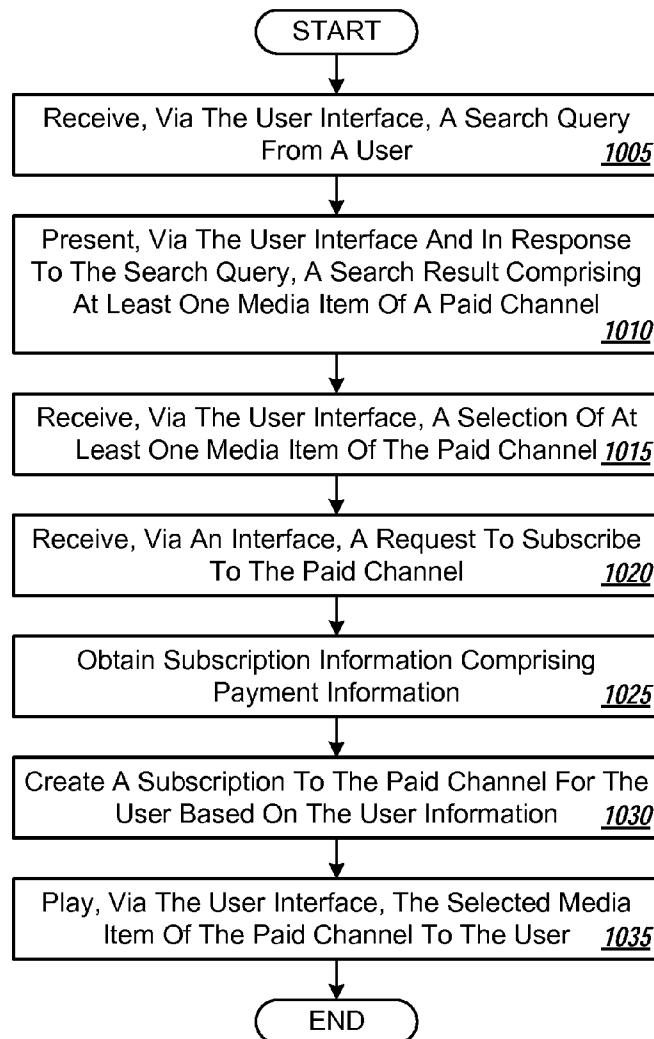 START
Receive, Via The User Interface, A Search Query
From A User
1005
Present, Via The User Interface And In Response
To The Search Query, A Search Result Comprising
At Least One Media Item Of A Paid Channel
1010
Receive, Via The User Interface, A Selection Of At
Least One Media Item Of The Paid Channel 1015
Receive, Via An Interface, A Request To Subscribe
To The Paid Channel 1020
Obtain Subscription Information Comprising
Payment Information 1025
Create A Subscription To The Paid Channel For The
User Based On The User Information 1030
Play, Via The User Interface, The Selected Media
Item Of The Paid Channel To The User 1035
END